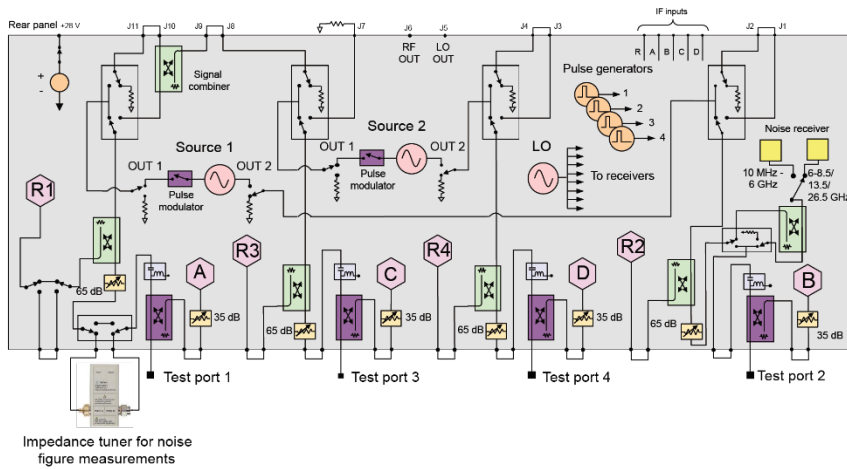 Rear panel +28 V
J11 J10 J9 J8 J7 J6 J5 J4 J3 J2 J1
RF OUT
LO OUT
IF inputs
R A B C D
+
-
Signal combiner
Pulse generators
1
2
3
4
Source 1
OUT 1
OUT 2
Pulse modulator
Source 2
OUT 1
OUT 2
Pulse modulator
LO
To receivers
Noise receiver
10 MHz - 6 GHz
6-8.5/ 13.5/ 26.5 GHz
R1
65 dB
A
35 dB
R3
65 dB
C
35 dB
R4
65 dB
D
35 dB
R2
65 dB
B
35 dB
Test port 1
Test port 3
Test port 4
Test port 2
Impedance tuner for noise
figure measurements